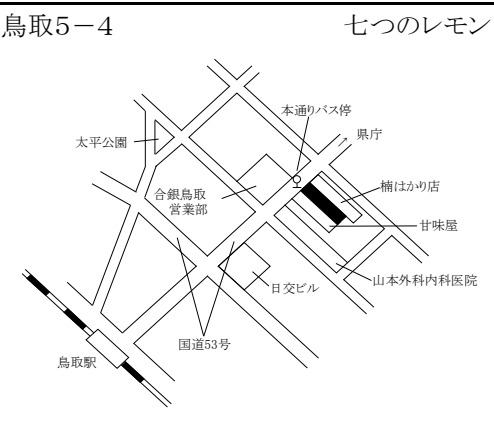 鳥取5－4
七つのレモン
本通りバス停
県庁
太平公園
合銀鳥取
営業部
楠はかり店
甘味屋
山本外科内科医院
日交ビル
国道53号
鳥取駅